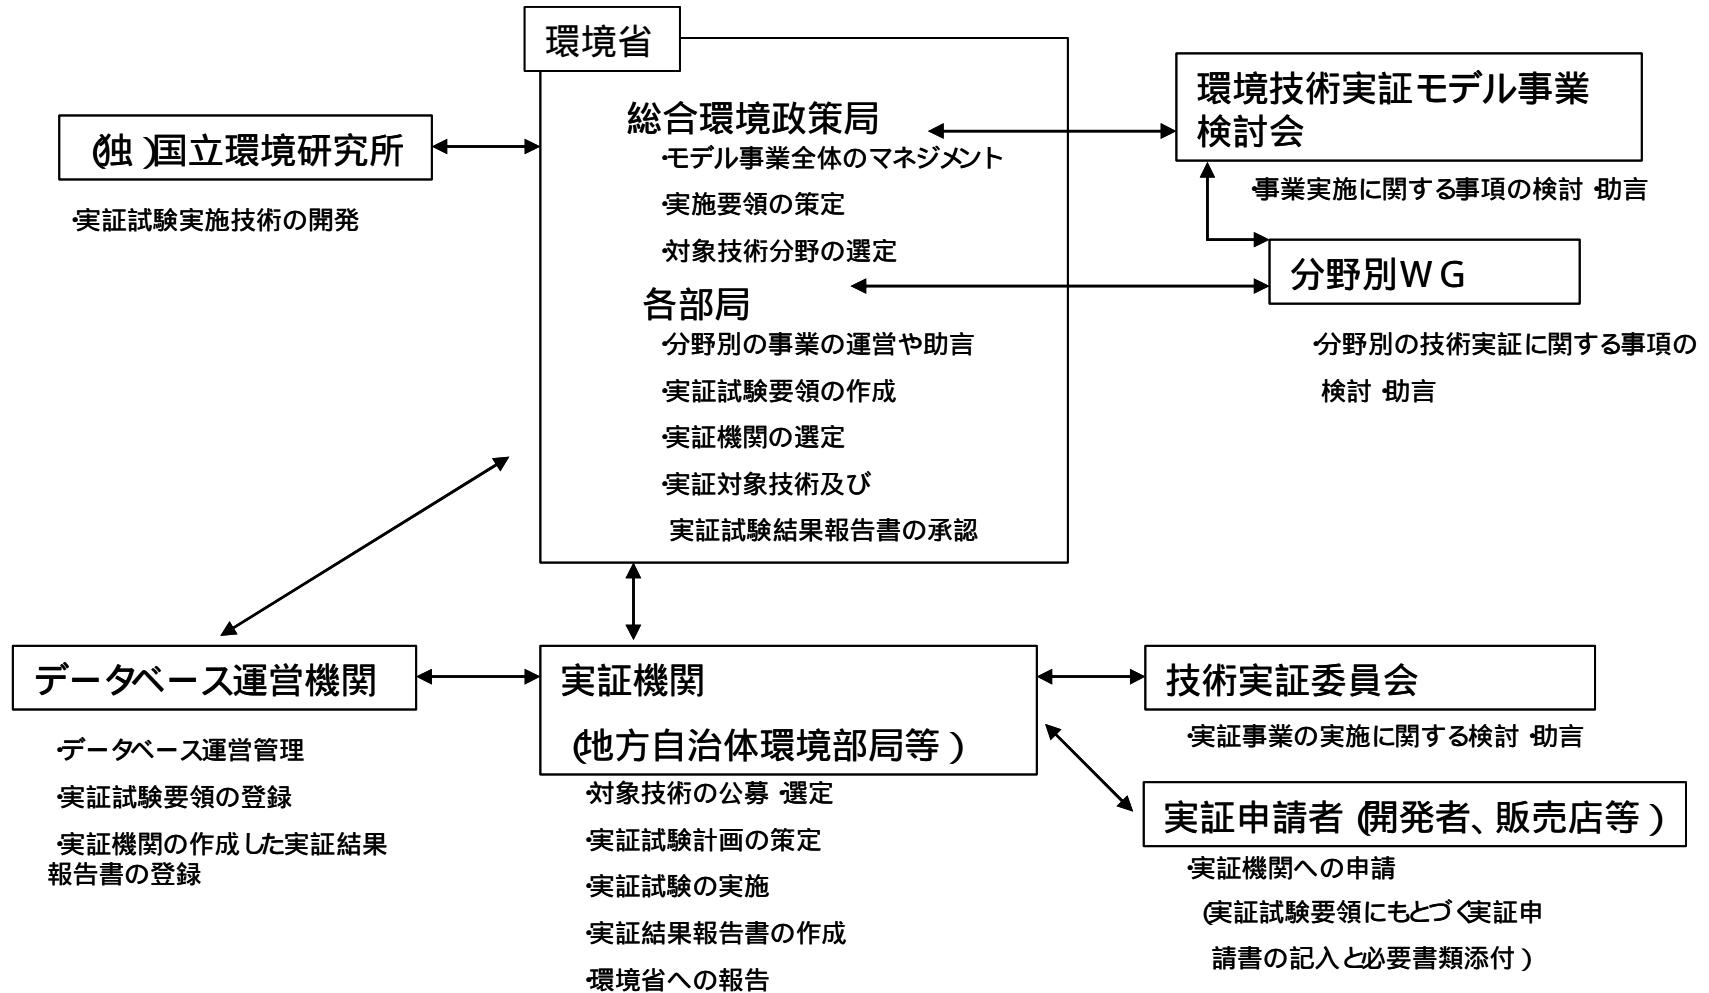 環境省
総合環境政策局
・モデル事業全体のマネジメント
・実施要領の策定
・対象技術分野の選定
各部局
・分野別の事業の運営や助言
・実証試験要領の作成
・実証機関の選定
・実証対象技術及び
実証試験結果報告書の承認
(独)国立環境研究所
・実証試験実施技術の開発
環境技術実証モデル事業
検討会
・事業実施に関する事項の検討・助言
分野別WG
・分野別の技術実証に関する事項の
検討・助言
データベース運営機関
・データベース運営管理
・実証試験要領の登録
・実証機関の作成した実証結果
報告書の登録
実証機関
(地方自治体環境部局等)
・対象技術の公募・選定
・実証試験計画の策定
・実証試験の実施
・実証結果報告書の作成
・環境省への報告
技術実証委員会
・実証事業の実施に関する検討・助言
実証申請者(開発者、販売店等)
・実証機関への申請
(実証試験要領にもとづく実証申
請書の記入と必要書類添付)